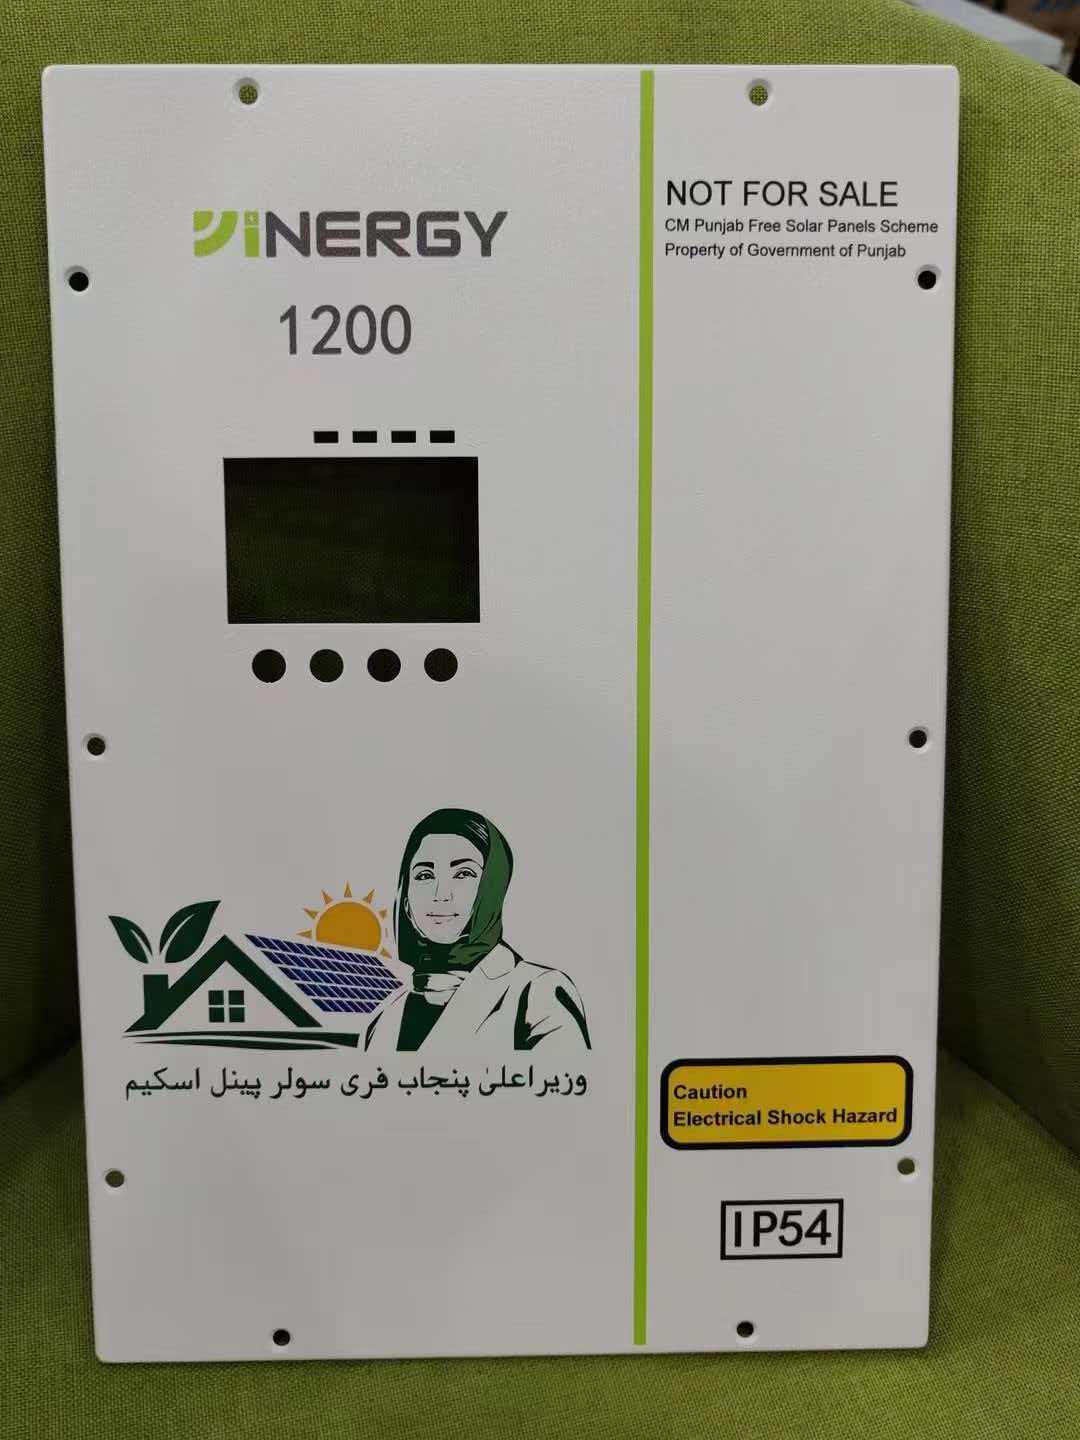 YINERGY
1200
NOT FOR SALE
CM Punjab Free Solar Panels Scheme
Property of Government of Punjab
وزیراعلیٰ پنجاب فری سولر پینل اسکیم
Caution
Electrical Shock Hazard
IP54